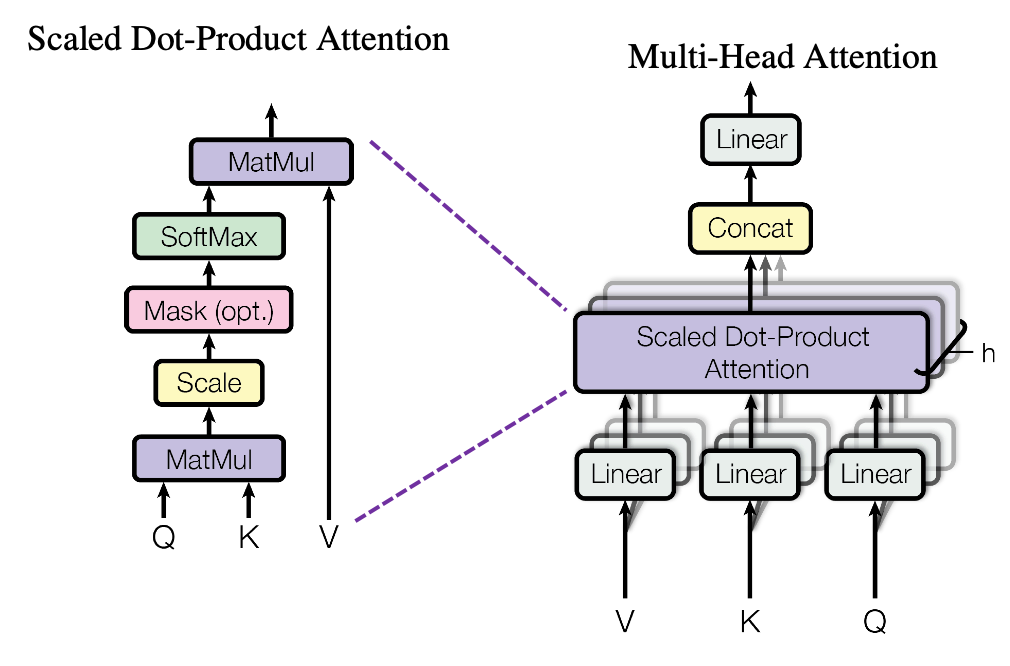 Scaled Dot-Product Attention
MatMul
SoftMax
Mask (opt.)
Scale
MatMul
Q K V
Multi-Head Attention
Linear
Concat
Scaled Dot-Product
Attention
h
Linear Linear Linear
V K Q